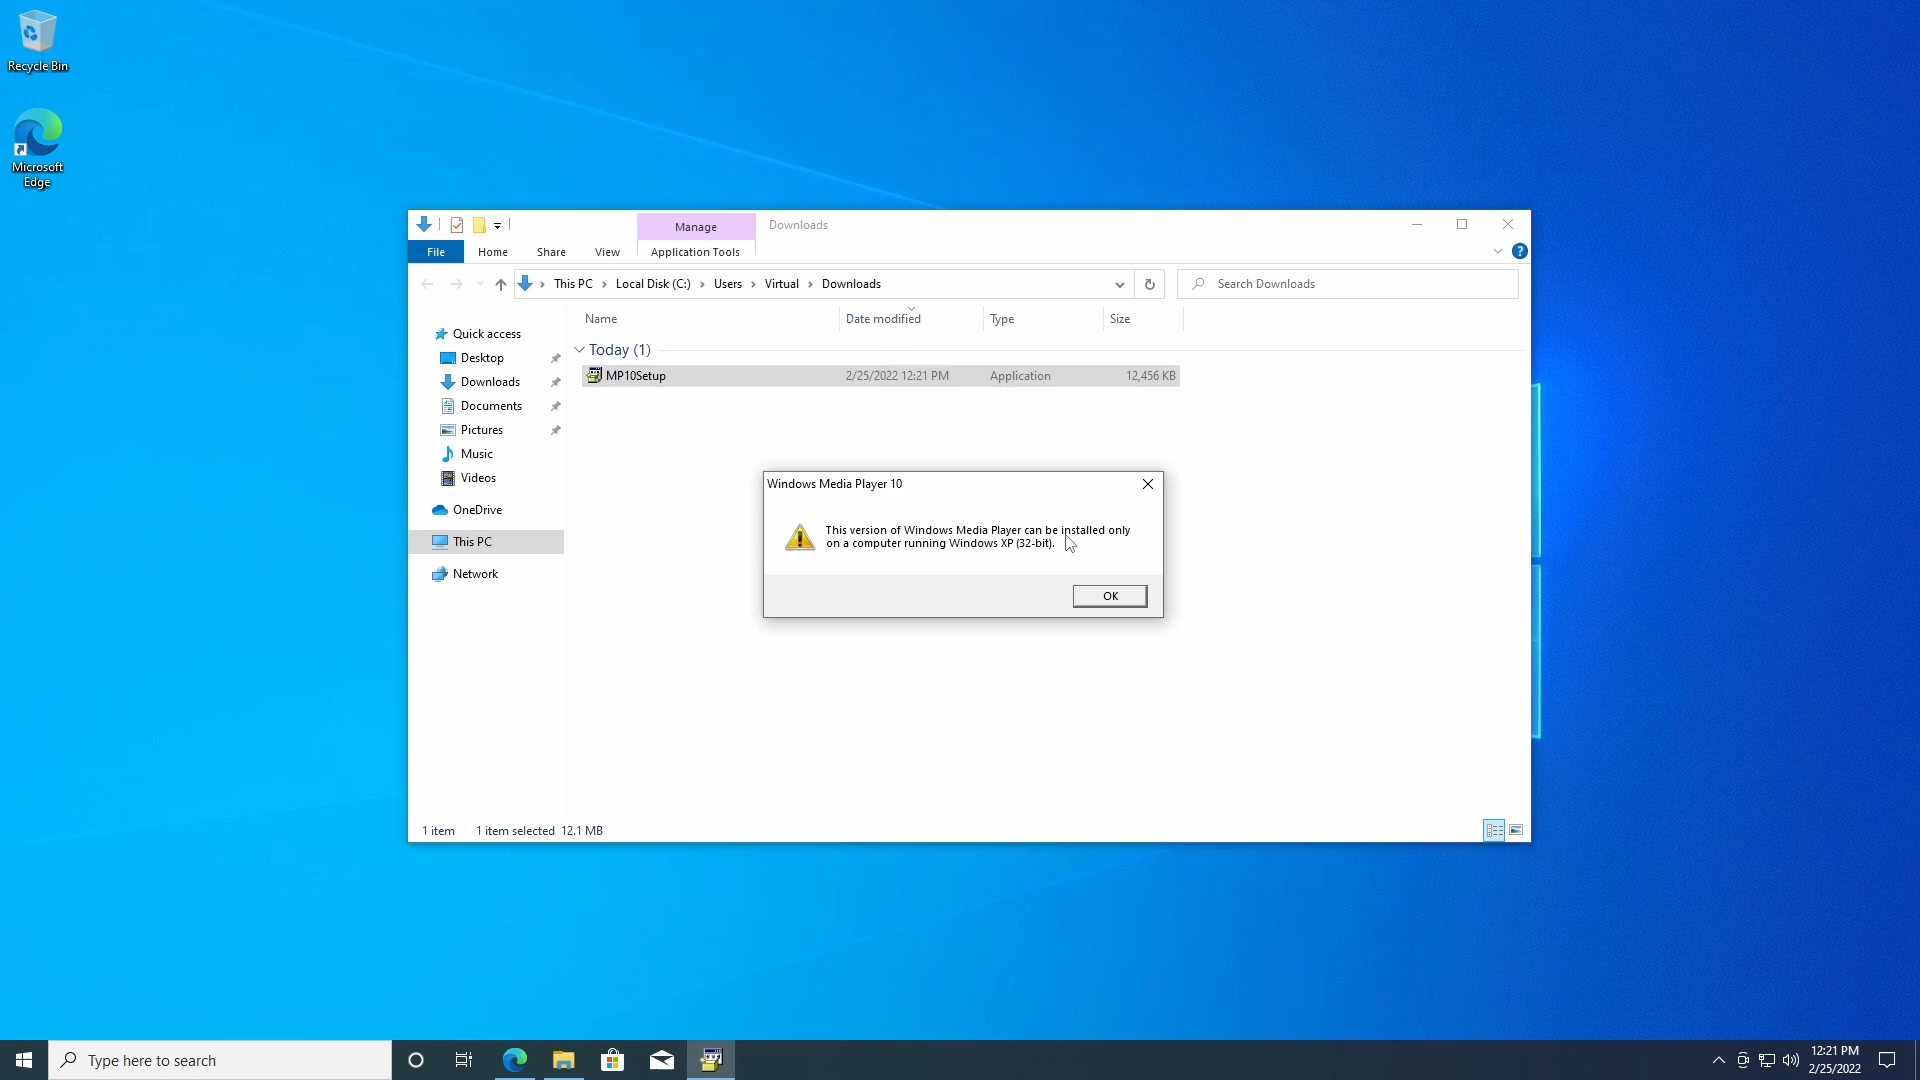 Recycle Bin
Microsoft
Edge
Manage
Downloads
File
Home
Share
View
Application Tools
?
This PC
Local Disk (C:)
Users
Virtual
Downloads
Search Downloads
Name
Date modified
Type
Size
Quick access
Desktop
Downloads
Documents
Pictures
Music
Videos
OneDrive
This PC
Network
Today (1)
MP10Setup
2/25/2022 12:21 PM
Application
12,456 KB
Windows Media Player 10
This version of Windows Media Player can be installed only
on a computer running Windows XP (32-bit).
OK
1 item
1 item selected 12.1 MB
Type here to search
12:21 PM
2/25/2022